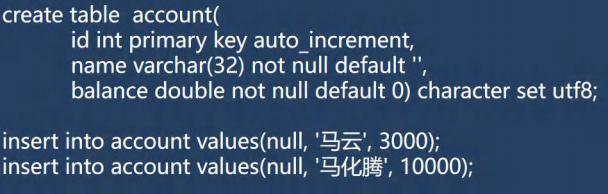 create table  account(
id int primary key auto_increment,
name varchar(32) not null default '',
balance double not null default 0) character set utf8;
insert into account values(null, '马云', 3000);
insert into account values(null, '马化腾', 10000);